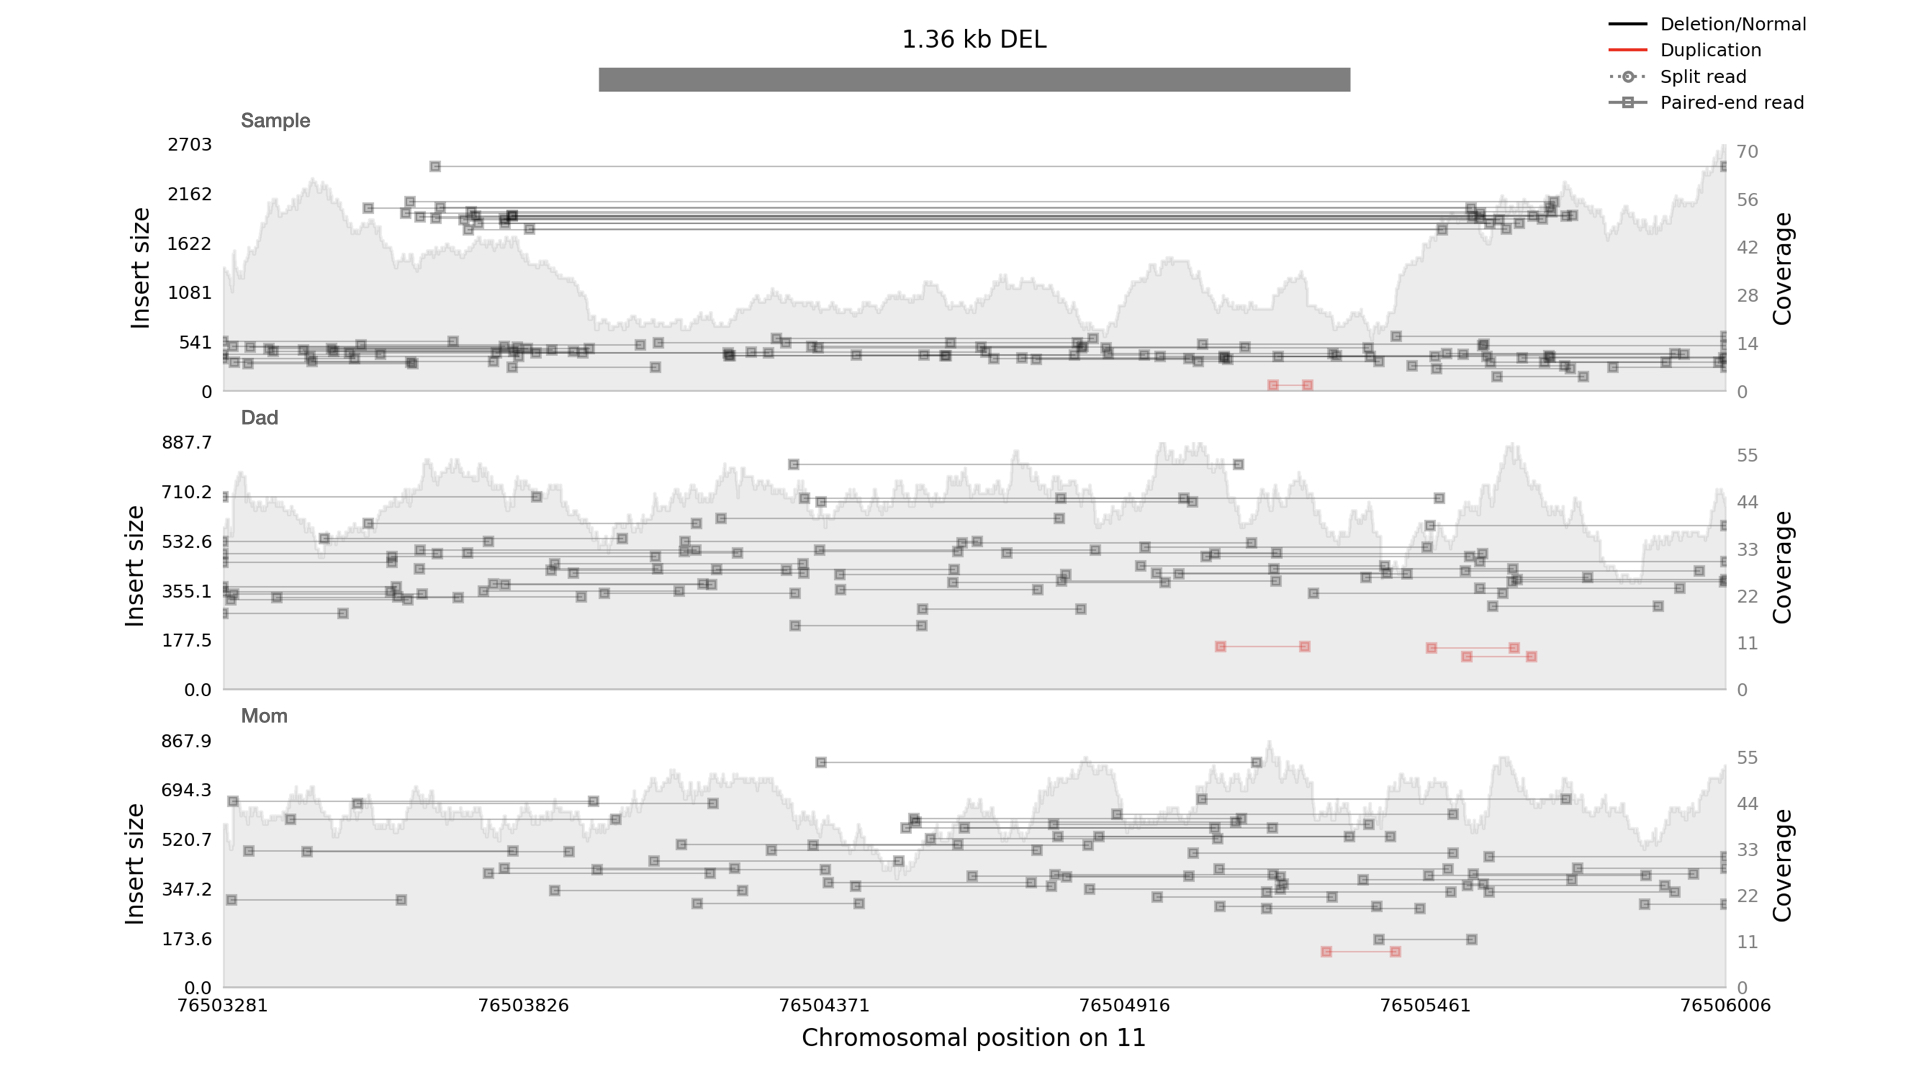 1.36 kb DEL
Deletion/Normal
Duplication
Split read
Paired-end read
Sample
2703
2162
1622
1081
541
0
Insert size
70
56
42
28
14
0
Coverage
Dad
887.7
710.2
532.6
355.1
177.5
0.0
Insert size
55
44
33
22
11
0
Coverage
Mom
867.9
694.3
520.7
347.2
173.6
0.0
Insert size
55
44
33
22
11
0
Coverage
76503281 76503826 76504371 76504916 76505461 76506006
Chromosomal position on 11